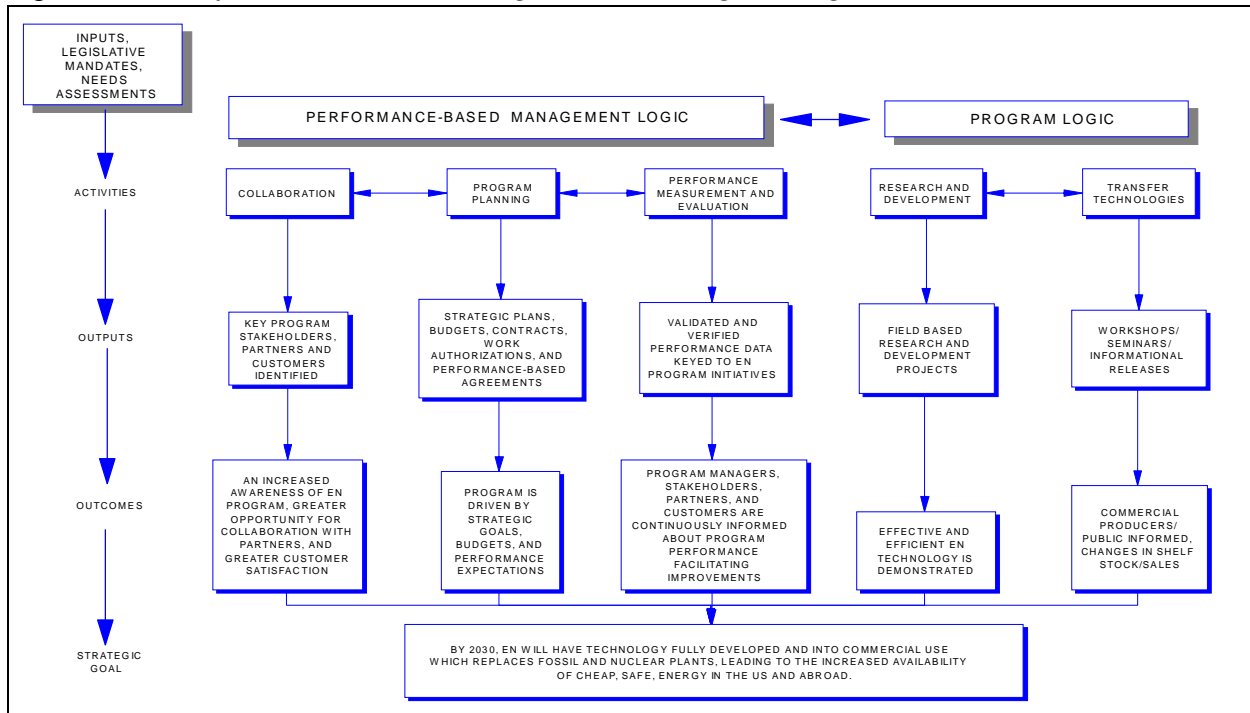 INPUTS,
LEGISLATIVE
MANDATES,
NEEDS
ASSESSMENTS
PERFORMANCE-BASED MANAGEMENT LOGIC
PROGRAM LOGIC
ACTIVITIES
COLLABORATION
PROGRAM
PLANNING
PERFORMANCE
MEASUREMENT AND
EVALUATION
RESEARCH AND
DEVELOPMENT
TRANSFER
TECHNOLOGIES
OUTPUTS
KEY PROGRAM
STAKEHOLDERS,
PARTNERS AND
CUSTOMERS
IDENTIFIED
STRATEGIC PLANS,
BUDGETS, CONTRACTS,
WORK
AUTHORIZATIONS, AND
PERFORMANCE-BASED
AGREEMENTS
VALIDATED AND
VERIFIED
PERFORMANCE DATA
KEYED TO EN
PROGRAM INITIATIVES
FIELD BASED
RESEARCH AND
DEVELOPMENT
PROJECTS
WORKSHOPS/
SEMINARS/
INFORMATIONAL
RELEASES
OUTCOMES
AN INCREASED
AWARENESS OF EN
PROGRAM, GREATER
OPPORTUNITY FOR
COLLABORATION WITH
PARTNERS, AND
GREATER CUSTOMER
SATISFACTION
PROGRAM IS
DRIVEN BY
STRATEGIC
GOALS,
BUDGETS, AND
PERFORMANCE
EXPECTATIONS
PROGRAM MANAGERS,
STAKEHOLDERS,
PARTNERS, AND
CUSTOMERS ARE
CONTINUOUSLY INFORMED
ABOUT PROGRAM
PERFORMANCE
FACILITATING
IMPROVEMENTS
EFFECTIVE AND
EFFICIENT EN
TECHNOLOGY IS
DEMONSTRATED
COMMERCIAL
PRODUCERS/
PUBLIC INFORMED,
CHANGES IN SHELF
STOCK/SALES
STRATEGIC
GOAL
BY 2030, EN WILL HAVE TECHNOLOGY FULLY DEVELOPED AND INTO COMMERCIAL USE
WHICH REPLACES FOSSIL AND NUCLEAR PLANTS, LEADING TO THE INCREASED AVAILABILITY
OF CHEAP, SAFE, ENERGY IN THE US AND ABROAD.